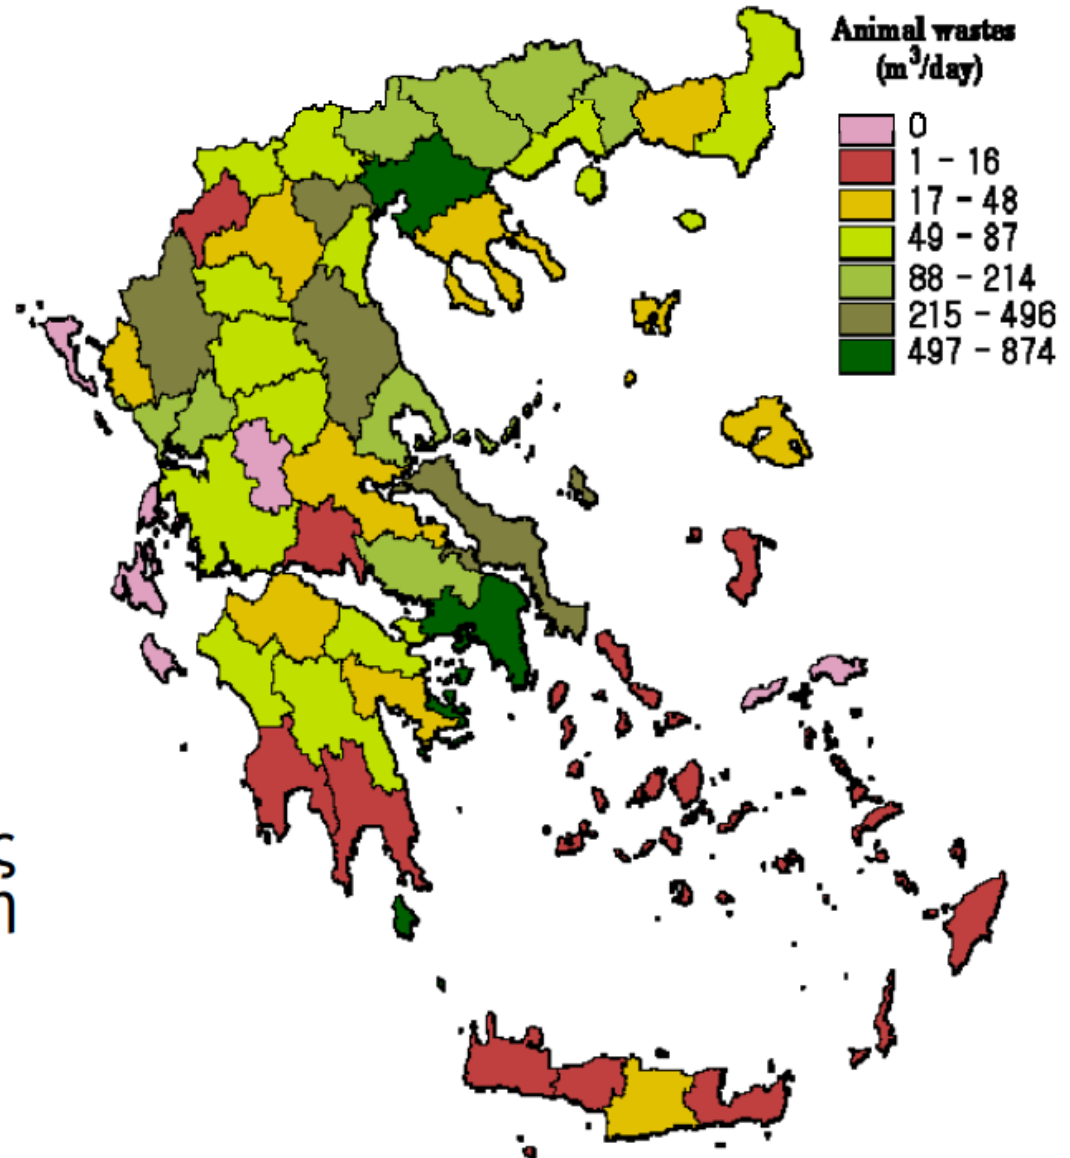 Animal wastes
(m³/day)
0
1 - 16
17 - 48
49 - 87
88 - 214
215 - 496
497 - 874
s
n